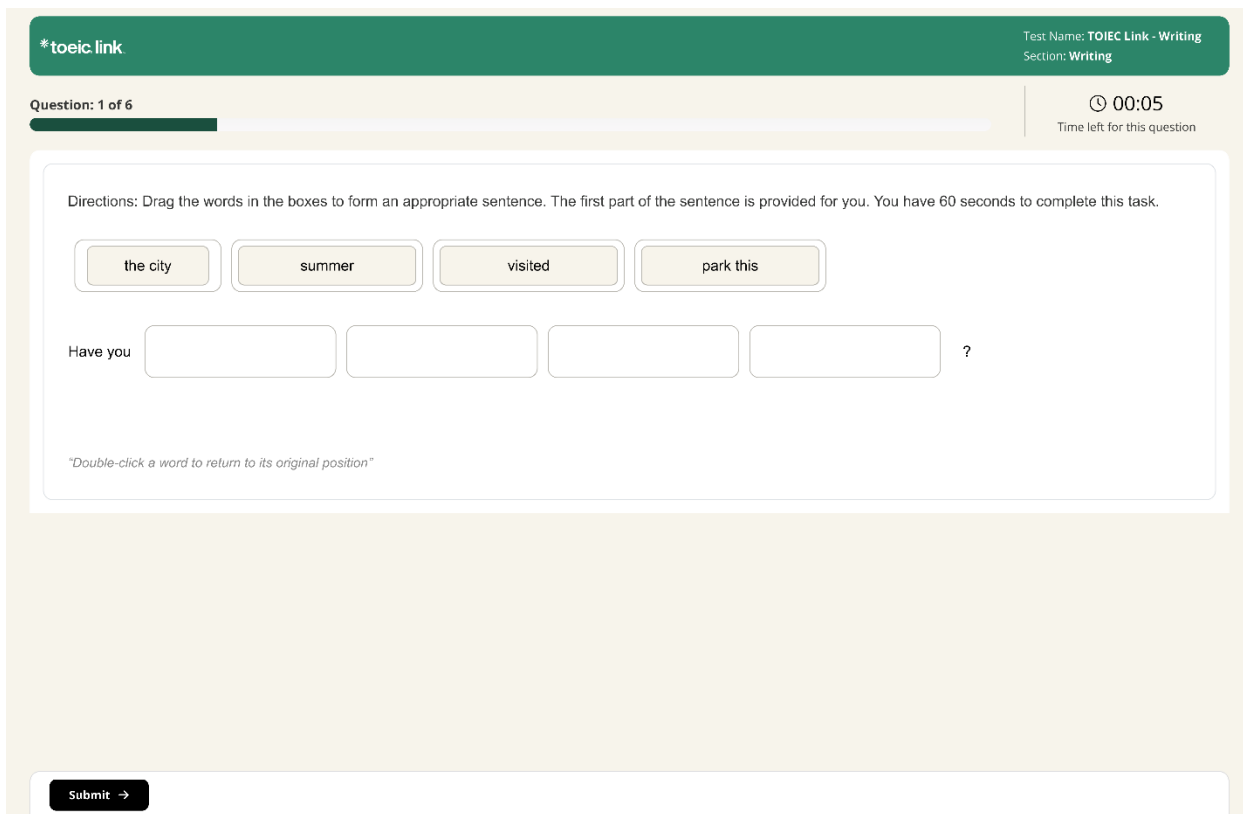 *toeic.link.
Test Name: TOIEC Link - Writing
Section: Writing
Question: 1 of 6
00:05
Time left for this question
Directions: Drag the words in the boxes to form an appropriate sentence. The first part of the sentence is provided for you. You have 60 seconds to complete this task.
the city summer visited park this
Have you ?
"Double-click a word to return to its original position"
Submit →